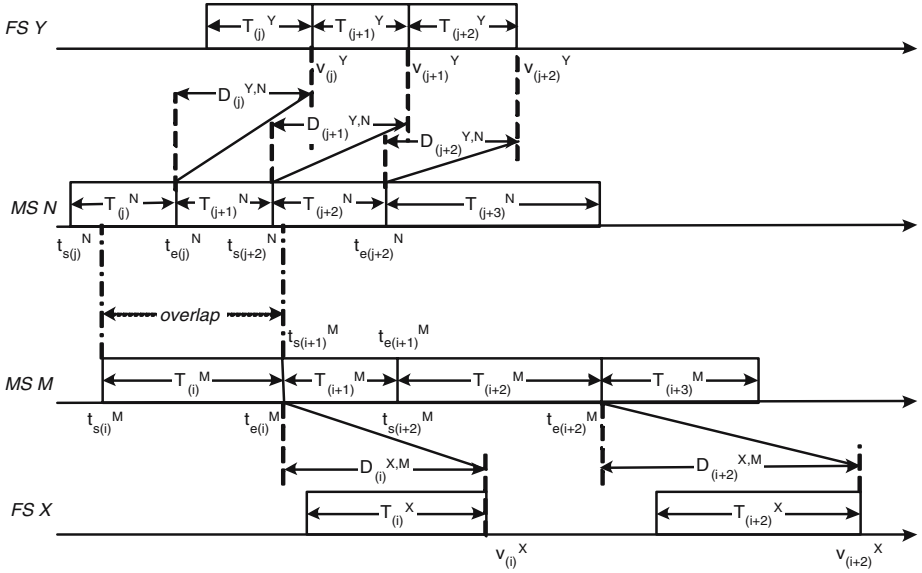 FS Y T(j)^Y T(j+1)^Y T(j+2)^Y
v(j)^Y v(j+1)^Y v(j+2)^Y
D(j)^Y,N
D(j+1)^Y,N
D(j+2)^Y,N
MS N T(j)^N T(j+1)^N T(j+2)^N T(j+3)^N
ts(j)^N te(j)^N ts(j+2)^N te(j+2)^N
overlap
ts(i+1)^M te(i+1)^M
MS M T(i)^M T(i+1)^M T(i+2)^M T(i+3)^M
ts(i)^M te(i)^M ts(i+2)^M te(i+2)^M
D(i)^X,M D(i+2)^X,M
FS X T(i)^X T(i+2)^X
v(i)^X v(i+2)^X